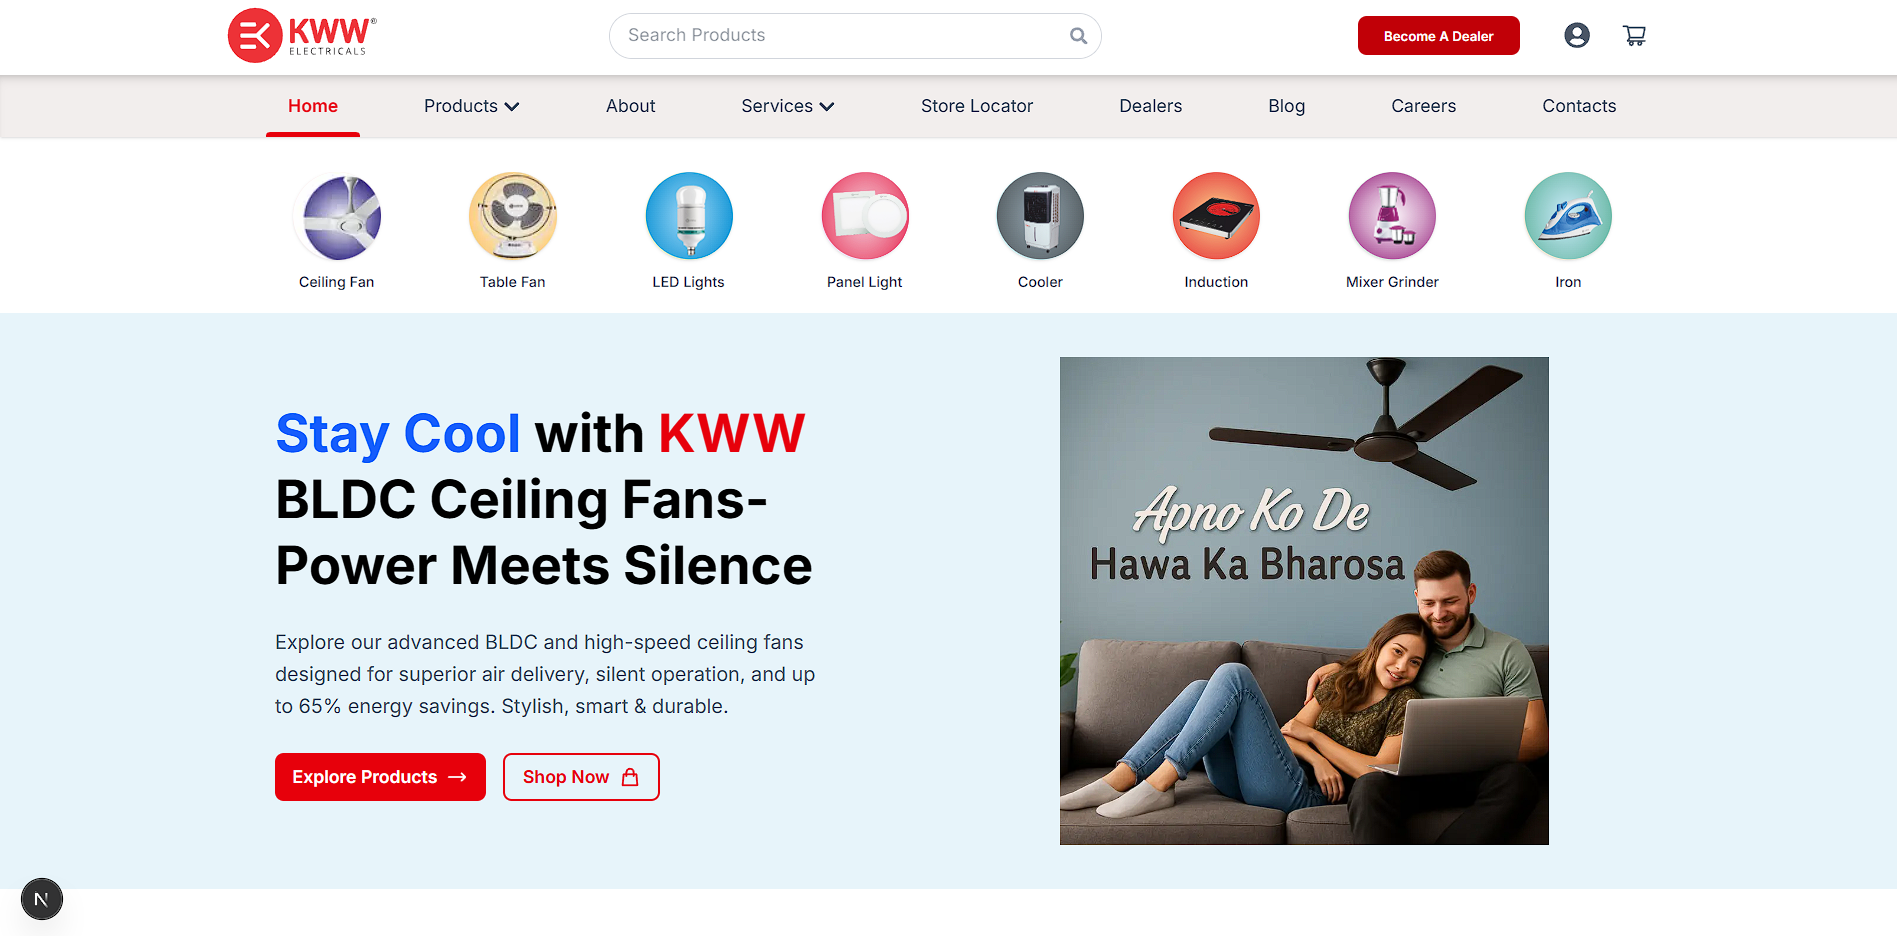 KWW®
ELECTRICALS
Search Products
Become A Dealer
Home
Products
About
Services
Store Locator
Dealers
Blog
Careers
Contacts
Ceiling Fan
Table Fan
LED Lights
Panel Light
Cooler
Induction
Mixer Grinder
Iron
Stay Cool with KWW
BLDC Ceiling Fans-
Power Meets Silence
Explore our advanced BLDC and high-speed ceiling fans
designed for superior air delivery, silent operation, and up
to 65% energy savings. Stylish, smart & durable.
Explore Products
Shop Now
Apno Ko De
Hawa Ka Bharosa
N